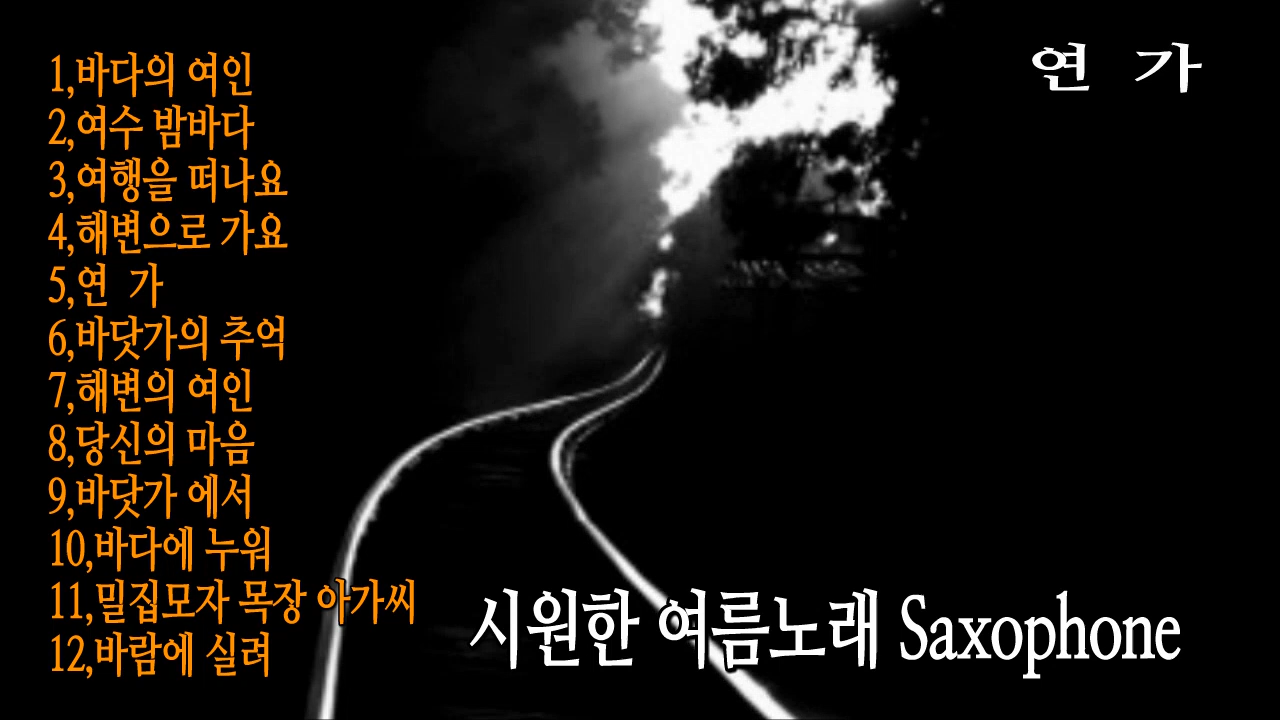 1,바다의 여인
2,여수 밤바다
3,여행을 떠나요
4,해변으로 가요
5,연 가
6,바닷가의 추억
7,해변의 여인
8,당신의 마음
9,바닷가 에서
10,바다에 누워
11,밀집모자 목장 아가씨
12,바람에 실려
연 가
시원한 여름노래 Saxophone